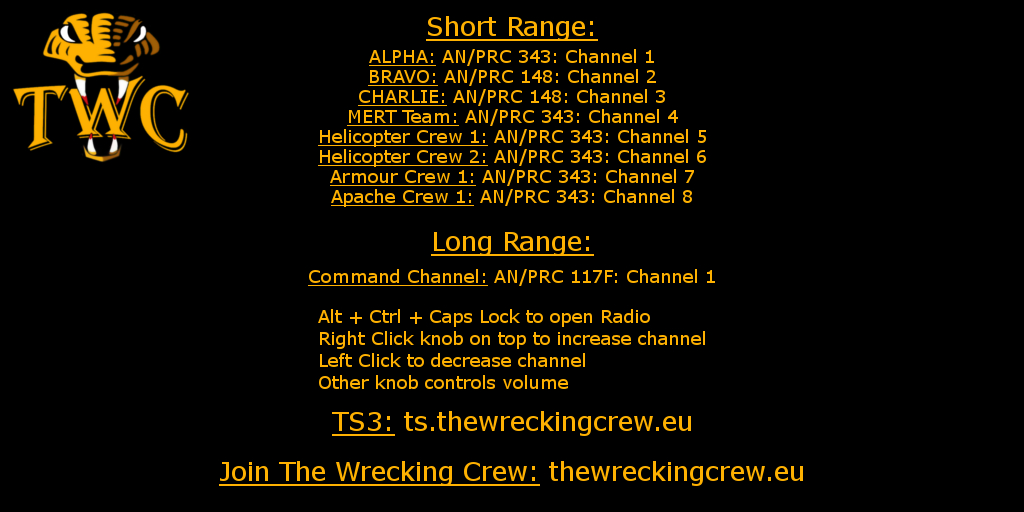 TWC
Short Range:
ALPHA: AN/PRC 343: Channel 1
BRAVO: AN/PRC 148: Channel 2
CHARLIE: AN/PRC 148: Channel 3
MERT Team: AN/PRC 343: Channel 4
Helicopter Crew 1: AN/PRC 343: Channel 5
Helicopter Crew 2: AN/PRC 343: Channel 6
Armour Crew 1: AN/PRC 343: Channel 7
Apache Crew 1: AN/PRC 343: Channel 8
Long Range:
Command Channel: AN/PRC 117F: Channel 1
Alt + Ctrl + Caps Lock to open Radio
Right Click knob on top to increase channel
Left Click to decrease channel
Other knob controls volume
TS3: ts.thewreckingcrew.eu
Join The Wrecking Crew: thewreckingcrew.eu